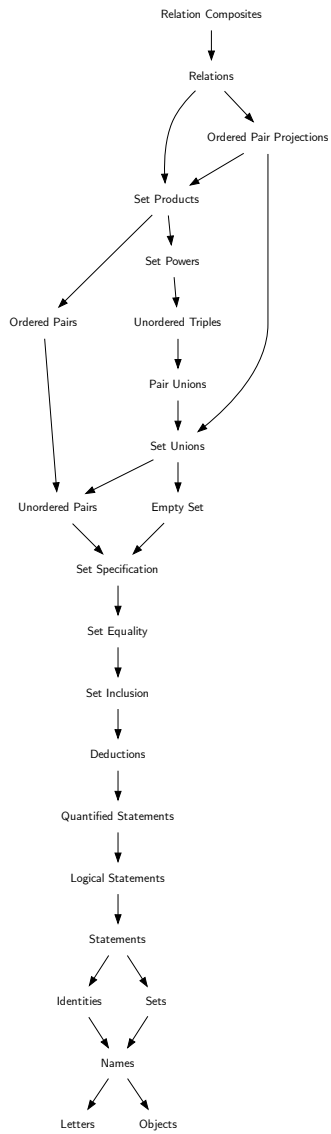 Relation Composites
Relations
Ordered Pair Projections
Set Products
Set Powers
Ordered Pairs
Unordered Triples
Pair Unions
Set Unions
Unordered Pairs
Empty Set
Set Specification
Set Equality
Set Inclusion
Deductions
Quantified Statements
Logical Statements
Statements
Identities
Sets
Names
Letters
Objects